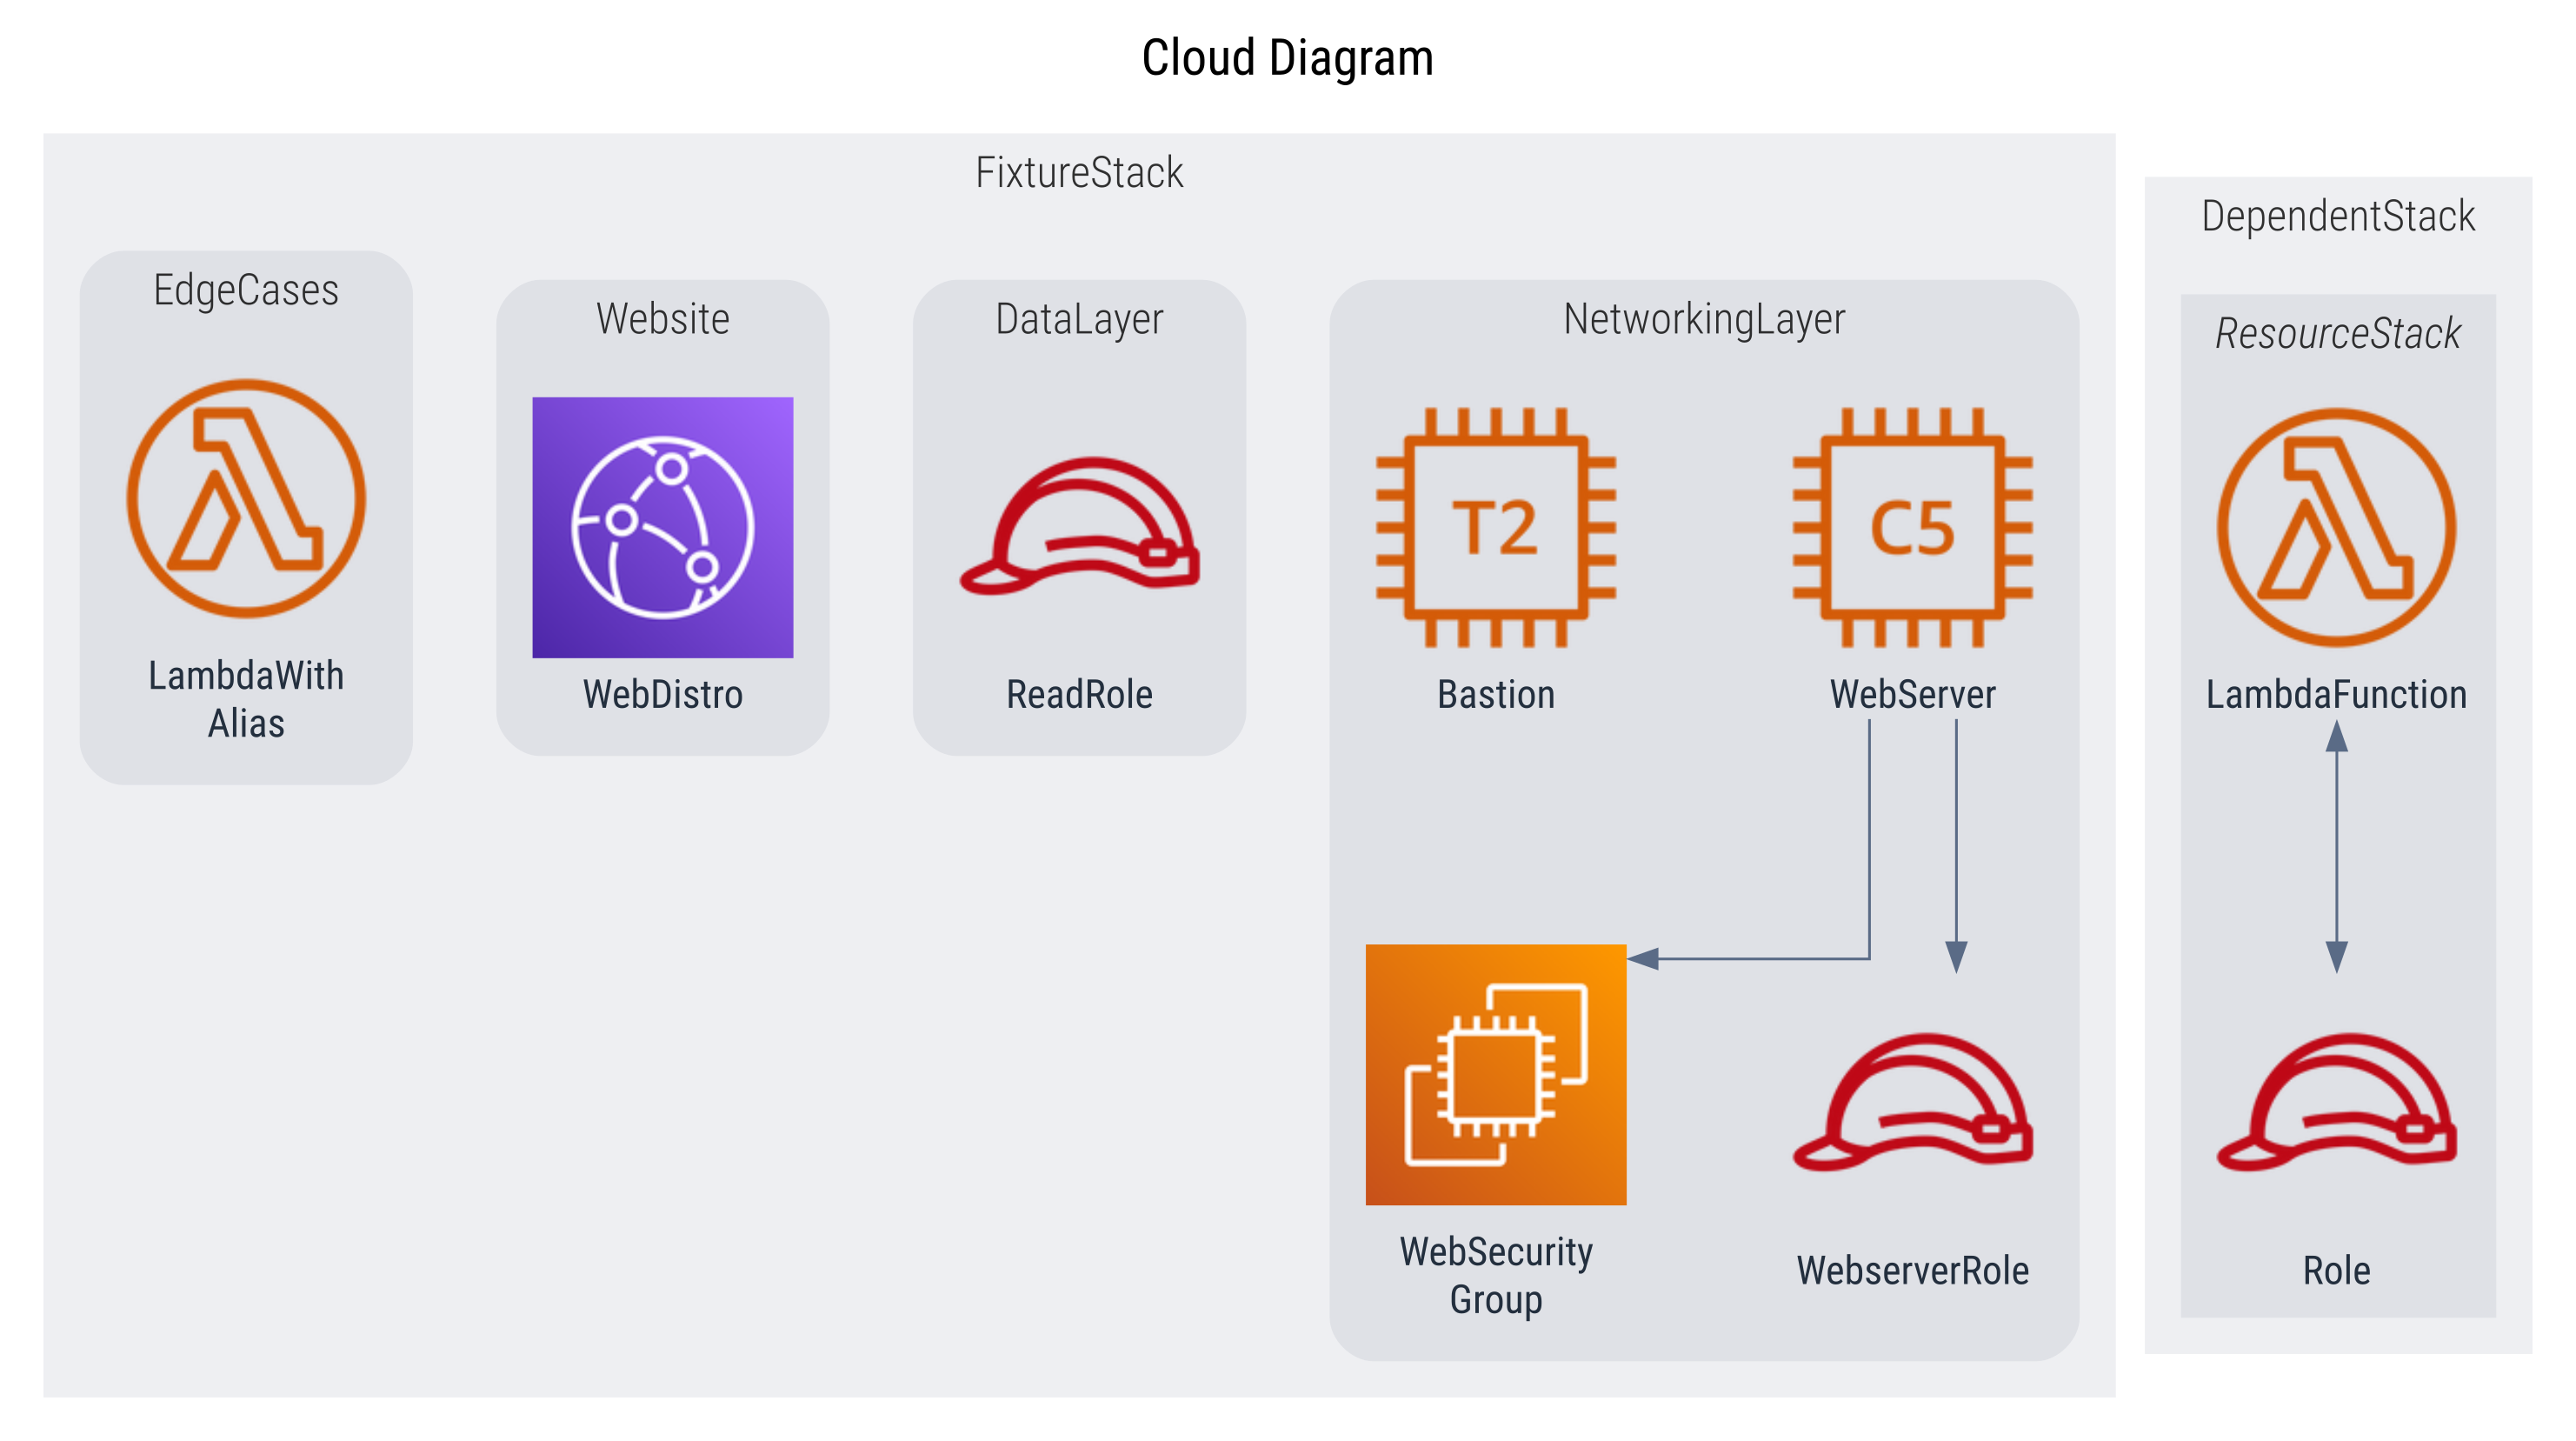 Cloud Diagram
FixtureStack
DependentStack
EdgeCases
Website
DataLayer
NetworkingLayer
ResourceStack
T2
C5
LambdaWith
Alias
WebDistro
ReadRole
Bastion
WebServer
LambdaFunction
WebSecurity
Group
WebserverRole
Role